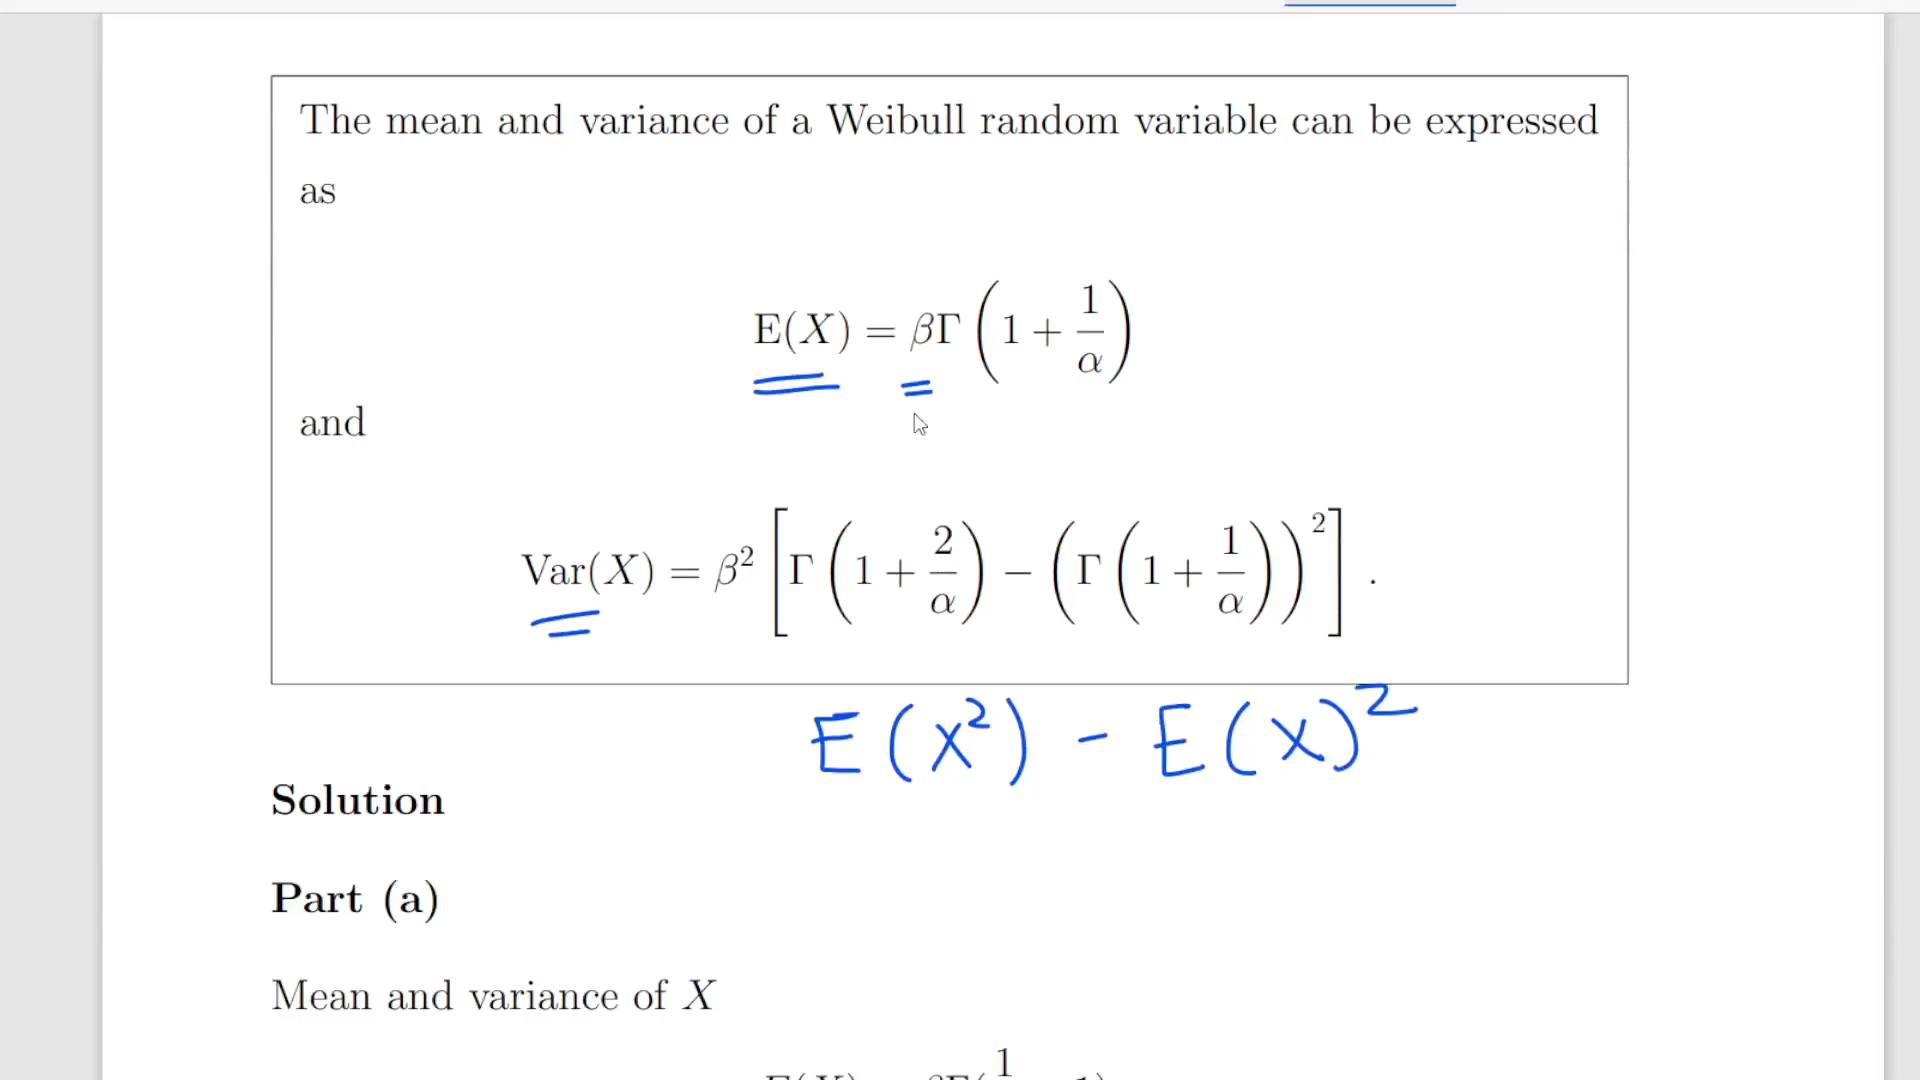 The mean and variance of a Weibull random variable can be expressed
as
E(X) = βΓ(1 + 1/α)
and
Var(X) = β² [Γ(1 + 2/α) − (Γ(1 + 1/α))²].
E(x²) - E(x)²
Solution
Part (a)
Mean and variance of X